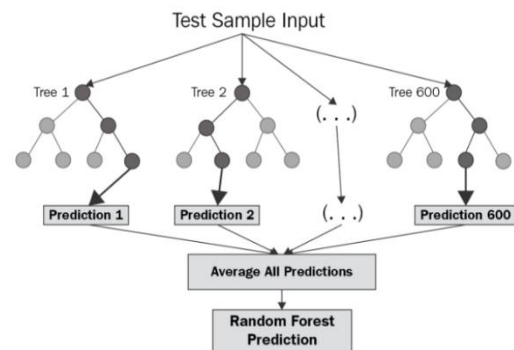 Test Sample Input
Tree 1
Tree 2
Tree 600
(. . .)
Prediction 1
Prediction 2
(. . .)
Prediction 600
Average All Predictions
Random Forest
Prediction